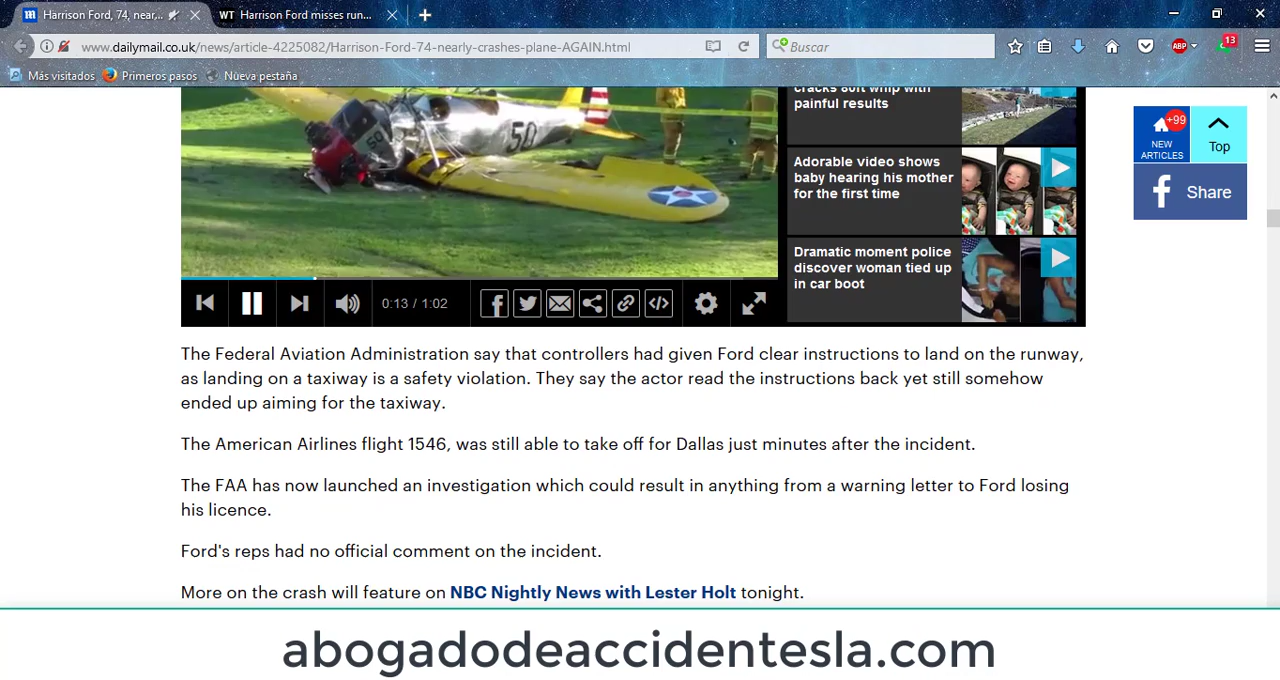 Harrison Ford, 74, near...
WT Harrison Ford misses run...
www.dailymail.co.uk/news/article-4225082/Harrison-Ford-74-nearly-crashes-plane-AGAIN.html
Buscar
ABP
13
Más visitados
Primeros pasos
Nueva pestaña
cracks 80ft whip with
painful results
Adorable video shows
baby hearing his mother
for the first time
Dramatic moment police
discover woman tied up
in car boot
+99
NEW
ARTICLES
Top
Share
50
0:13 / 1:02
The Federal Aviation Administration say that controllers had given Ford clear instructions to land on the runway,
as landing on a taxiway is a safety violation. They say the actor read the instructions back yet still somehow
ended up aiming for the taxiway.
The American Airlines flight 1546, was still able to take off for Dallas just minutes after the incident.
The FAA has now launched an investigation which could result in anything from a warning letter to Ford losing
his licence.
Ford's reps had no official comment on the incident.
More on the crash will feature on NBC Nightly News with Lester Holt tonight.
abogadodeaccidentesla.com